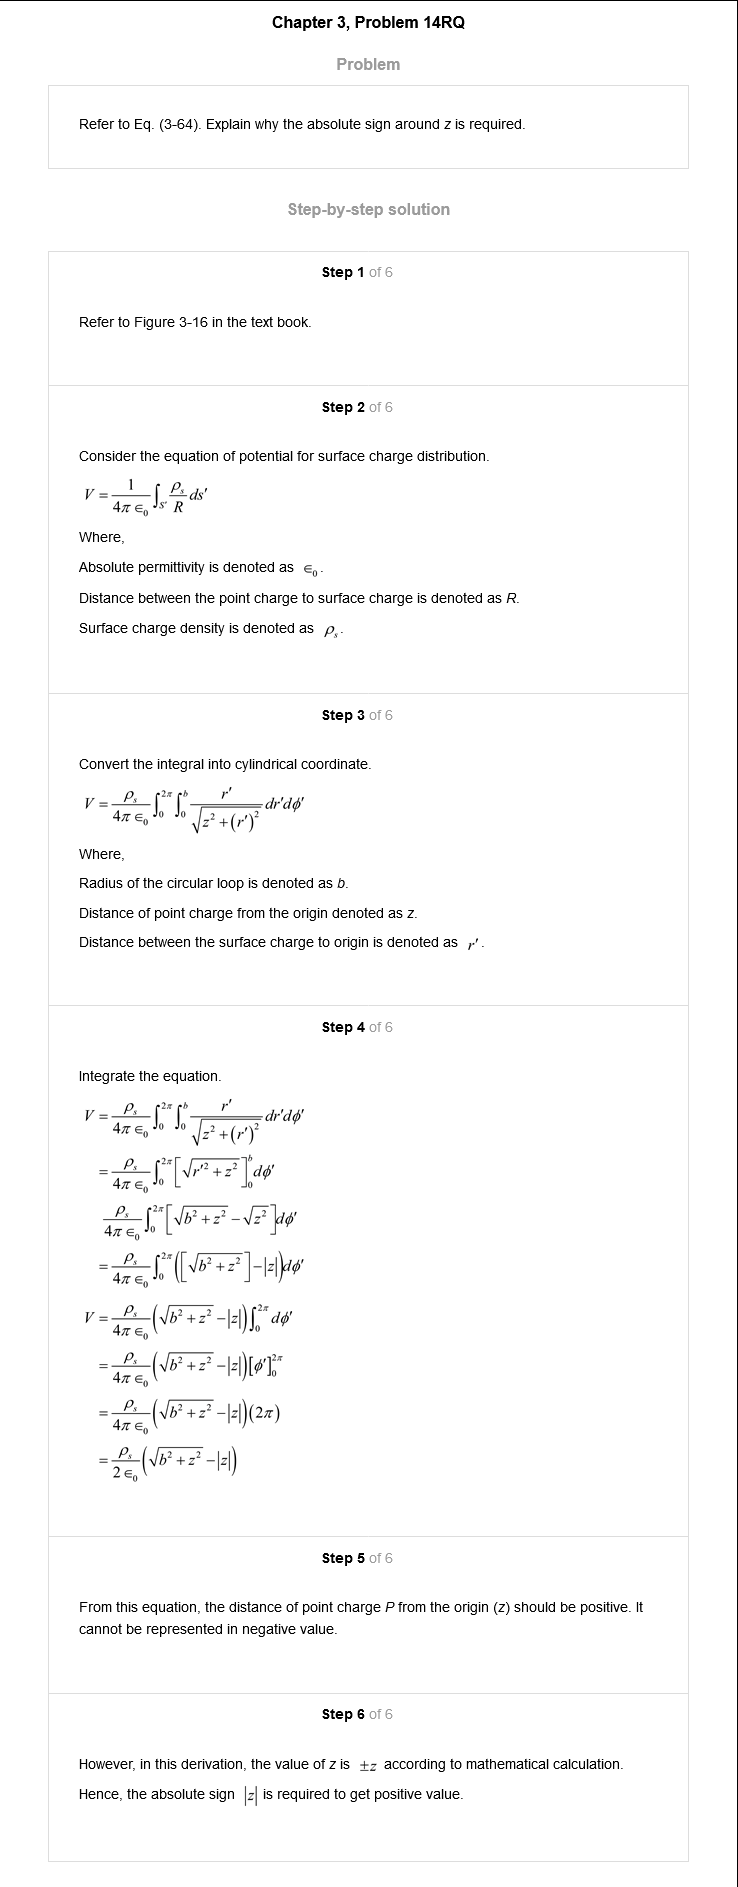 Chapter 3, Problem 14RQ
Problem
Refer to Eq. (3-64). Explain why the absolute sign around z is required.
Step-by-step solution
Step 1 of 6
Refer to Figure 3-16 in the text book.
Step 2 of 6
Consider the equation of potential for surface charge distribution.
V = \frac{1}{4\pi \in_0} \int_{S'} \frac{\rho_s}{R} ds'
Where,
Absolute permittivity is denoted as ∈₀.
Distance between the point charge to surface charge is denoted as R.
Surface charge density is denoted as ρₛ.
Step 3 of 6
Convert the integral into cylindrical coordinate.
V = \frac{\rho_s}{4\pi \in_0} \int_0^{2\pi} \int_0^b \frac{r'}{\sqrt{z^2 + (r')^2}} dr'd\phi'
Where,
Radius of the circular loop is denoted as b.
Distance of point charge from the origin denoted as z.
Distance between the surface charge to origin is denoted as r'.
Step 4 of 6
Integrate the equation.
V = \frac{\rho_s}{4\pi \in_0} \int_0^{2\pi} \int_0^b \frac{r'}{\sqrt{z^2 + (r')^2}} dr'd\phi'
= \frac{\rho_s}{4\pi \in_0} \int_0^{2\pi} \left[ \sqrt{r'^2 + z^2} \right]_0^b d\phi'
\frac{\rho_s}{4\pi \in_0} \int_0^{2\pi} \left[ \sqrt{b^2 + z^2} - \sqrt{z^2} \right] d\phi'
= \frac{\rho_s}{4\pi \in_0} \int_0^{2\pi} \left( \left[ \sqrt{b^2 + z^2} \right] - |z| \right) d\phi'
V = \frac{\rho_s}{4\pi \in_0} \left( \sqrt{b^2 + z^2} - |z| \right) \int_0^{2\pi} d\phi'
= \frac{\rho_s}{4\pi \in_0} \left( \sqrt{b^2 + z^2} - |z| \right) [\phi']_0^{2\pi}
= \frac{\rho_s}{4\pi \in_0} \left( \sqrt{b^2 + z^2} - |z| \right) (2\pi)
= \frac{\rho_s}{2 \in_0} \left( \sqrt{b^2 + z^2} - |z| \right)
Step 5 of 6
From this equation, the distance of point charge P from the origin (z) should be positive. It
cannot be represented in negative value.
Step 6 of 6
However, in this derivation, the value of z is ±z according to mathematical calculation.
Hence, the absolute sign |z| is required to get positive value.